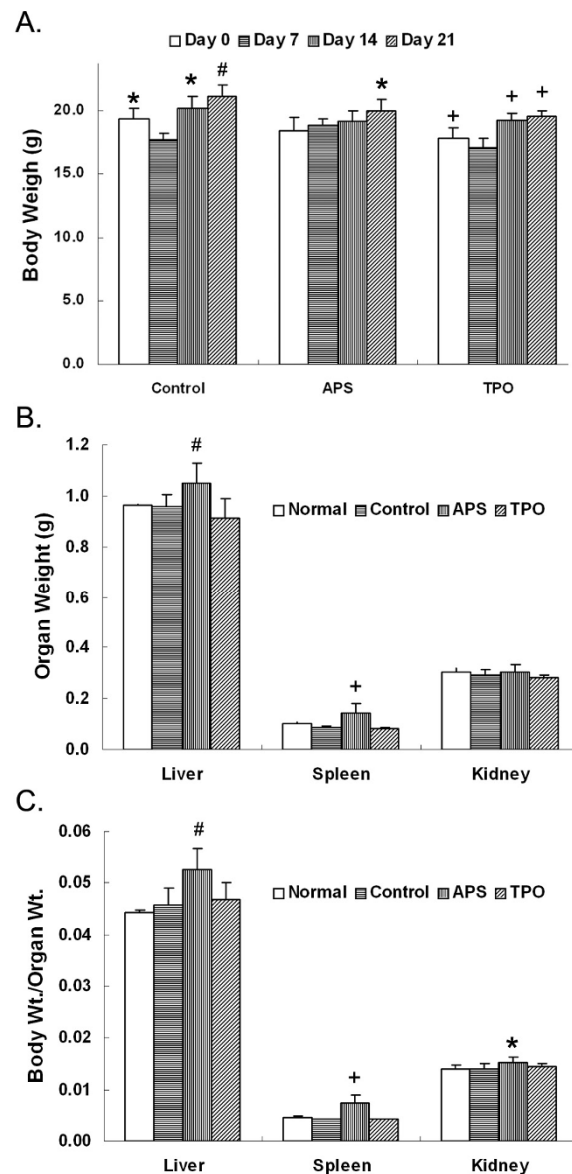 A.
Day 0 Day 7 Day 14 Day 21
* * # * + + +
20.0
15.0
10.0
5.0
0.0
Body Weigh (g)
Control APS TPO
B.
1.2
1.0
0.8
0.6
0.4
0.2
0.0
Organ Weight (g)
# +
Normal Control APS TPO
Liver Spleen Kidney
C.
0.06
0.05
0.04
0.03
0.02
0.01
0.00
Body Wt./Organ Wt.
# + *
Normal Control APS TPO
Liver Spleen Kidney